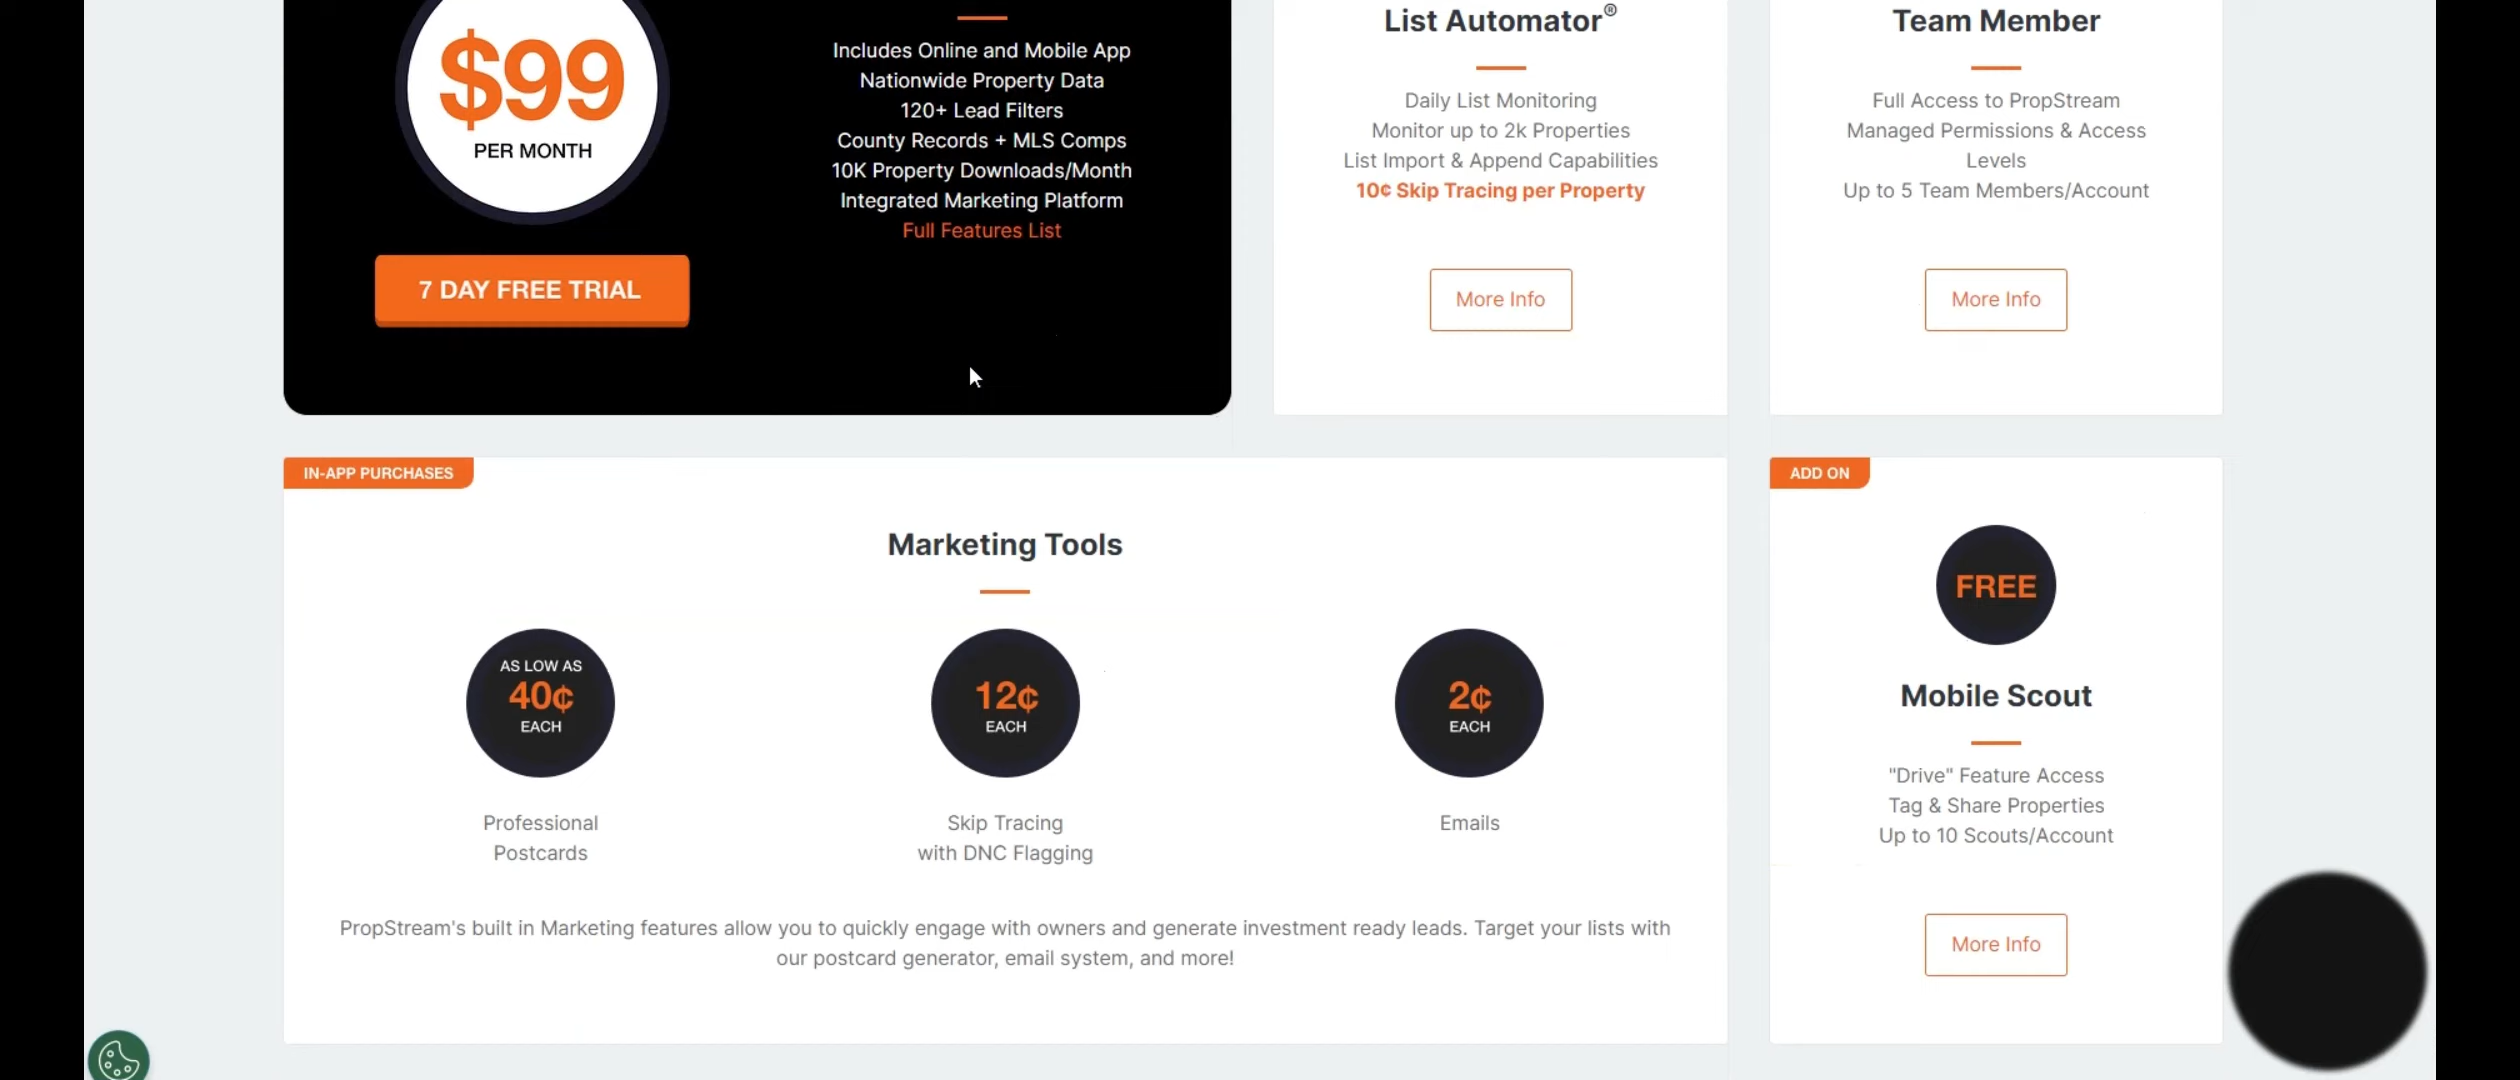 $99
PER MONTH
7 DAY FREE TRIAL
Includes Online and Mobile App
Nationwide Property Data
120+ Lead Filters
County Records + MLS Comps
10K Property Downloads/Month
Integrated Marketing Platform
Full Features List
List Automator®
Daily List Monitoring
Monitor up to 2k Properties
List Import & Append Capabilities
10¢ Skip Tracing per Property
More Info
Team Member
Full Access to PropStream
Managed Permissions & Access
Levels
Up to 5 Team Members/Account
More Info
IN-APP PURCHASES
Marketing Tools
AS LOW AS
40¢
EACH
Professional
Postcards
12¢
EACH
Skip Tracing
with DNC Flagging
2¢
EACH
Emails
PropStream's built in Marketing features allow you to quickly engage with owners and generate investment ready leads. Target your lists with
our postcard generator, email system, and more!
ADD ON
FREE
Mobile Scout
"Drive" Feature Access
Tag & Share Properties
Up to 10 Scouts/Account
More Info